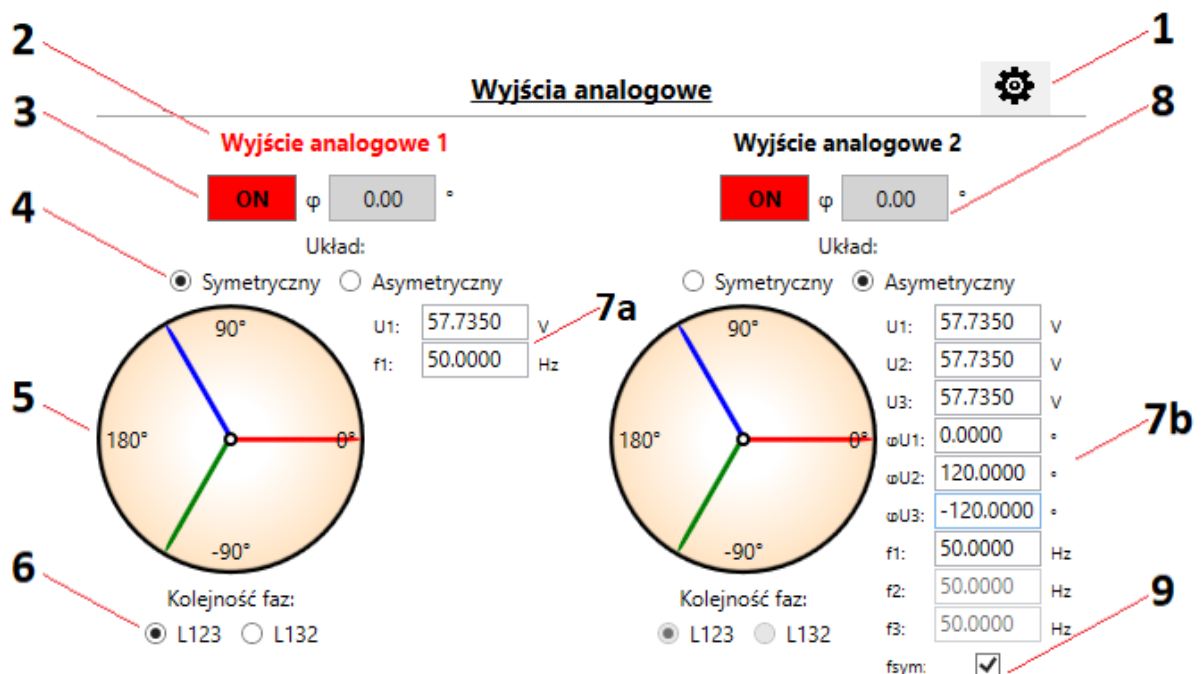 2
1
Wyjścia analogowe
3
8
Wyjście analogowe 1
Wyjście analogowe 2
ON φ 0.00 °
ON φ 0.00 °
4
Układ:
Układ:
Symetryczny Asymetryczny
Symetryczny Asymetryczny
7a
U1: 57.7350 V
f1: 50.0000 Hz
5
90°
180°
0°
-90°
90°
180°
0°
-90°
U1: 57.7350 V
U2: 57.7350 V
U3: 57.7350 V
7b
φU1: 0.0000 °
φU2: 120.0000 °
φU3: -120.0000 °
f1: 50.0000 Hz
f2: 50.0000 Hz
f3: 50.0000 Hz
fsym:
6
Kolejność faz:
L123 L132
Kolejność faz:
L123 L132
9